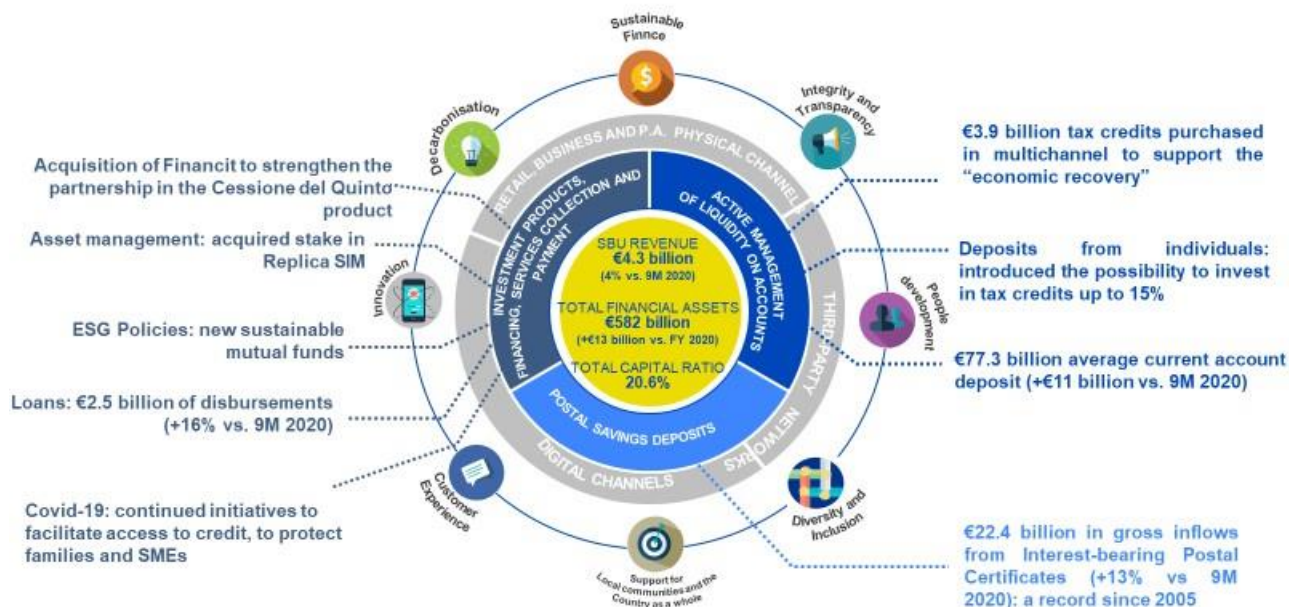 Sustainable
Finnce
Integrity and
Transparency
Decarbonisation
Innovation
People
development
Customer
Experience
Diversity and
Inclusion
Support for
Local communities and the
Country as a whole
RETAIL, BUSINESS AND P.A. PHYSICAL CHANNEL
THIRD-PARTY NETWORKS
DIGITAL CHANNELS
INVESTMENT PRODUCTS,
FINANCING, SERVICES COLLECTION AND
PAYMENT
ACTIVE MANAGEMENT
OF LIQUIDITY ON ACCOUNTS
POSTAL SAVINGS DEPOSITS
SBU REVENUE
€4.3 billion
(4% vs. 9M 2020)
TOTAL FINANCIAL ASSETS
€582 billion
(+€13 billion vs. FY 2020)
TOTAL CAPITAL RATIO
20.6%
Acquisition of Financit to strengthen the
partnership in the Cessione del Quinto
product
Asset management: acquired stake in
Replica SIM
ESG Policies: new sustainable
mutual funds
Loans: €2.5 billion of disbursements
(+16% vs. 9M 2020)
Covid-19: continued initiatives to
facilitate access to credit, to protect
families and SMEs
€3.9 billion tax credits purchased
in multichannel to support the
“economic recovery”
Deposits from individuals:
introduced the possibility to invest
in tax credits up to 15%
€77.3 billion average current account
deposit (+€11 billion vs. 9M 2020)
€22.4 billion in gross inflows
from Interest-bearing Postal
Certificates (+13% vs 9M
2020): a record since 2005